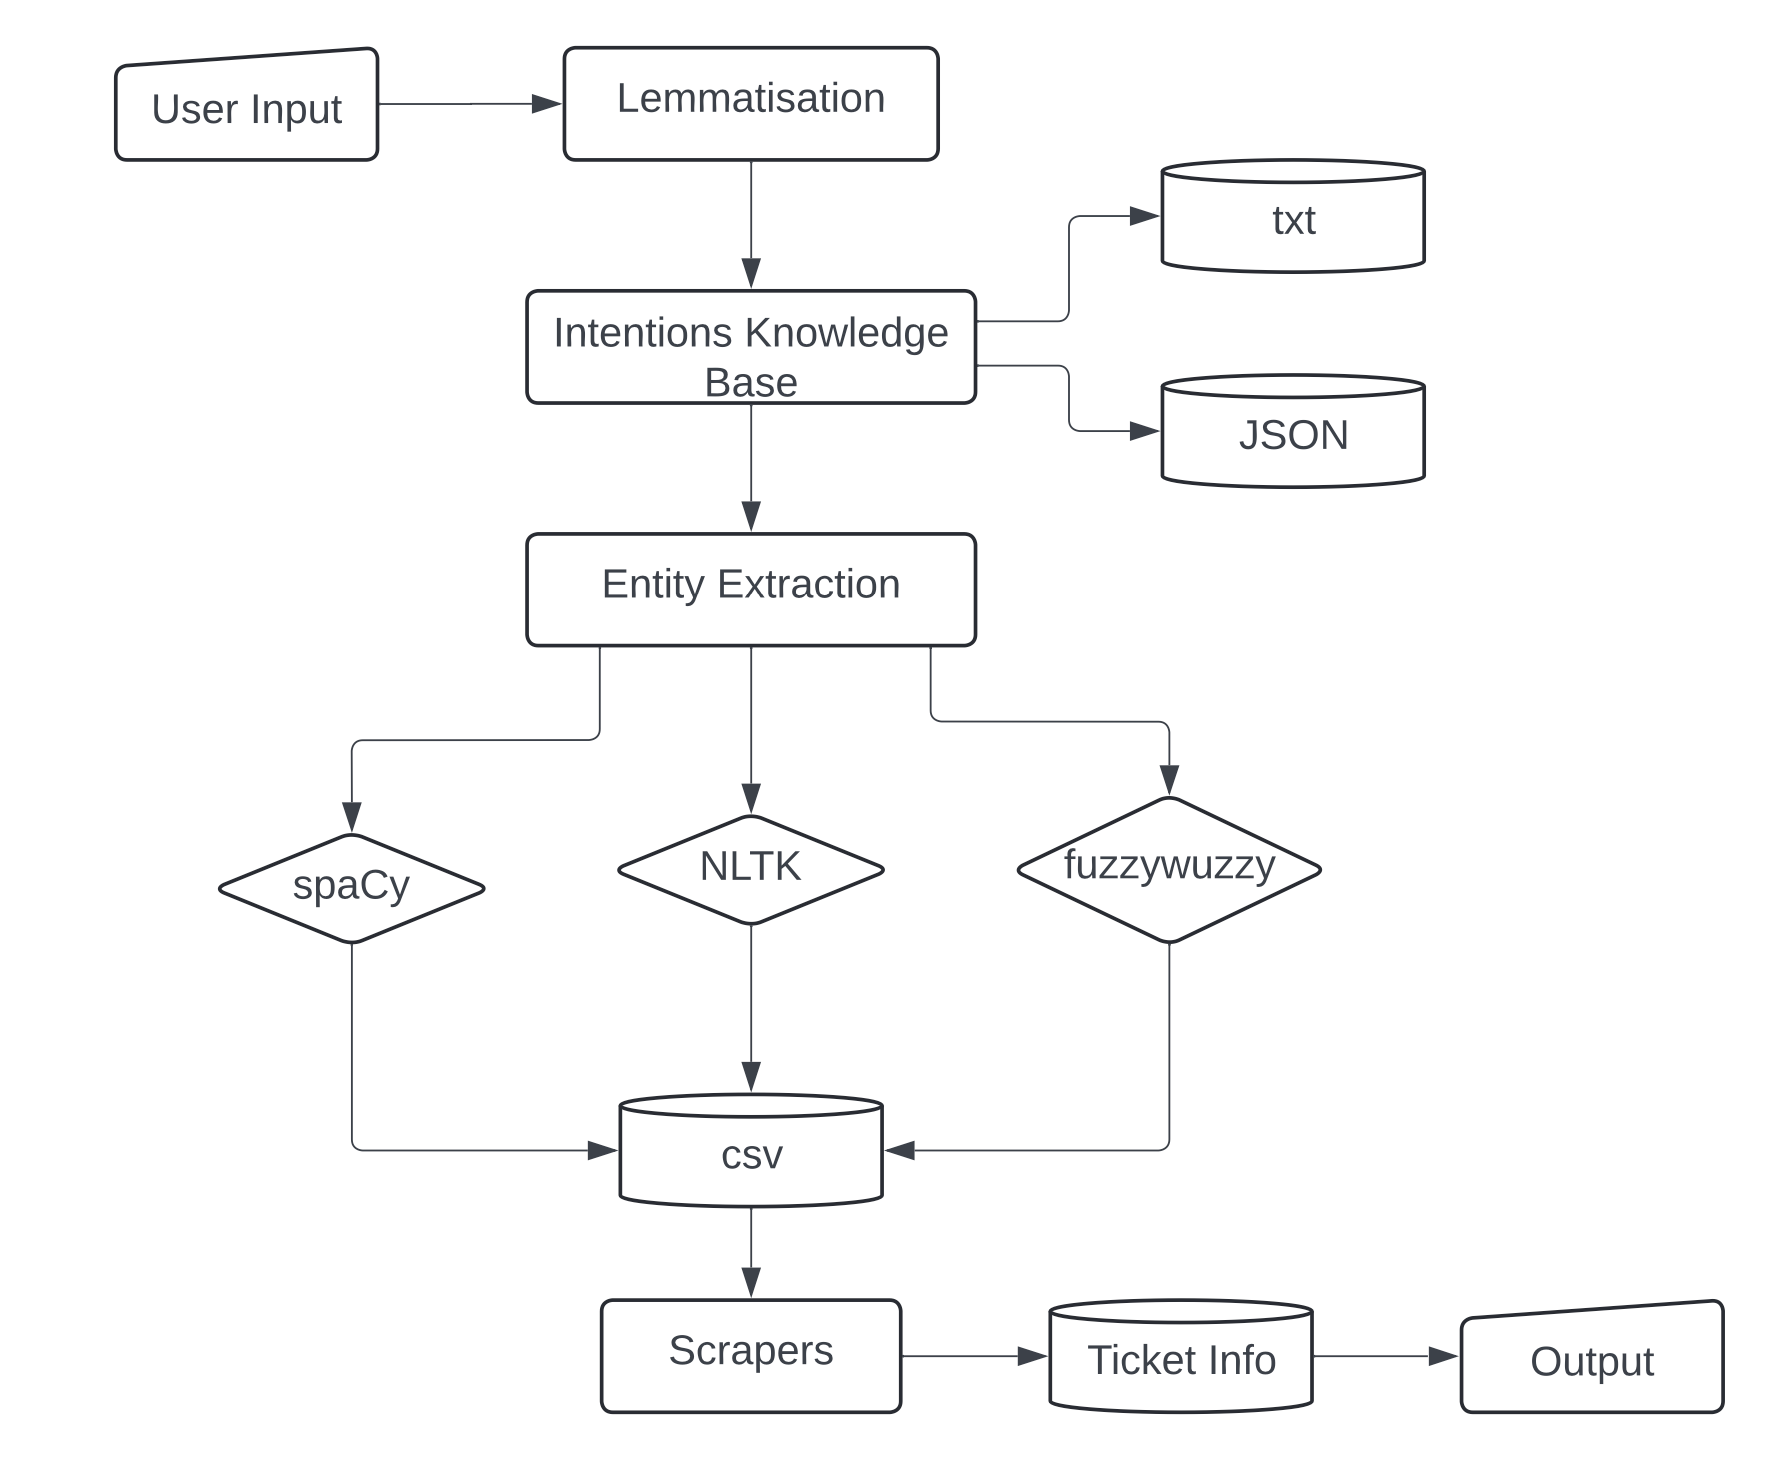 User Input
Lemmatisation
txt
Intentions Knowledge
Base
JSON
Entity Extraction
spaCy
NLTK
fuzzywuzzy
csv
Scrapers
Ticket Info
Output